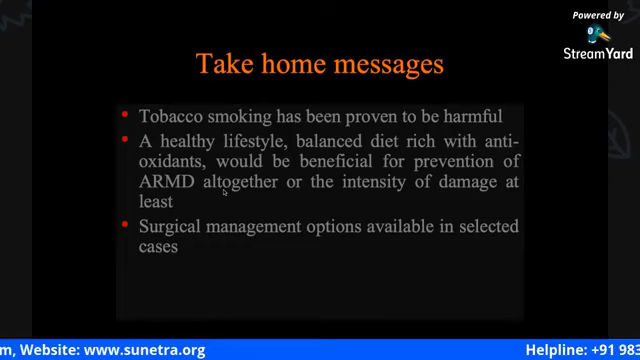 Powered by
StreamYard
Take home messages
• Tobacco smoking has been proven to be harmful
• A healthy lifestyle, balanced diet rich with anti-
oxidants, would be beneficial for prevention of
ARMD altogether or the intensity of damage at
least
• Surgical management options available in selected
cases
m, Website: www.sunetra.org Helpline: +91 983